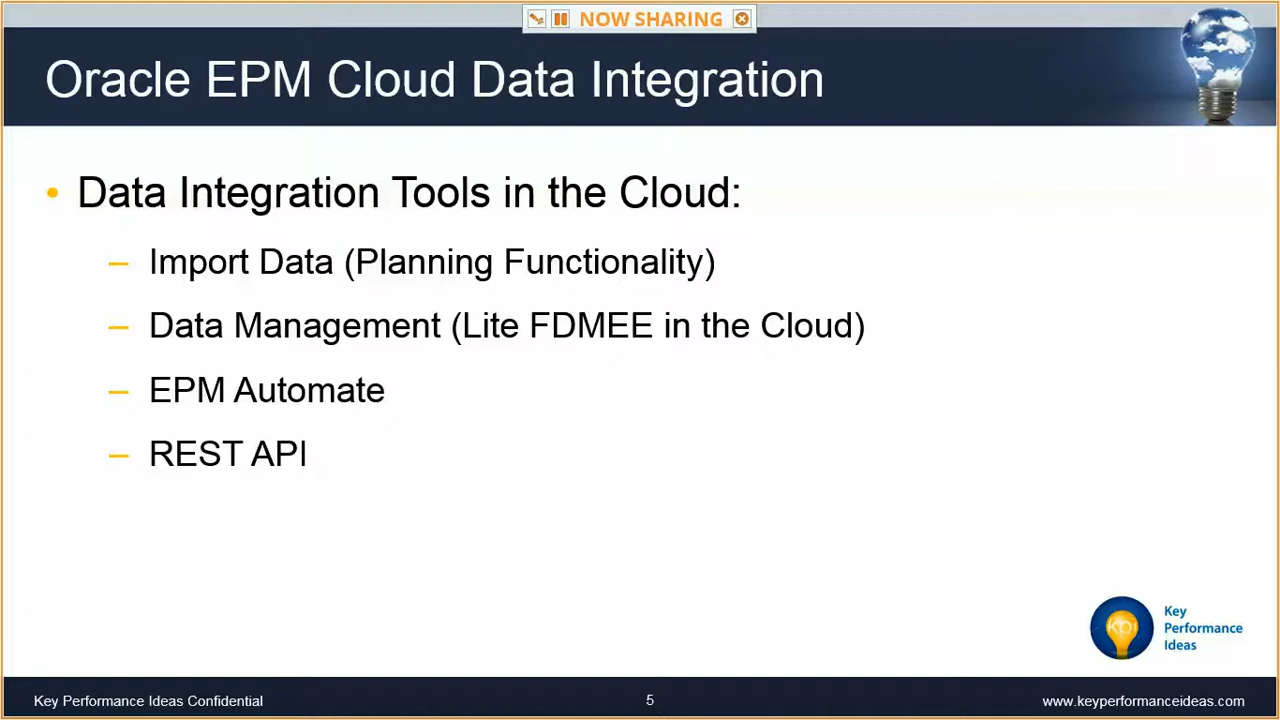 NOW SHARING
Oracle EPM Cloud Data Integration
• Data Integration Tools in the Cloud:
– Import Data (Planning Functionality)
– Data Management (Lite FDMEE in the Cloud)
– EPM Automate
– REST API
kpi
Key
Performance
Ideas
Key Performance Ideas Confidential
5
www.keyperformanceideas.com